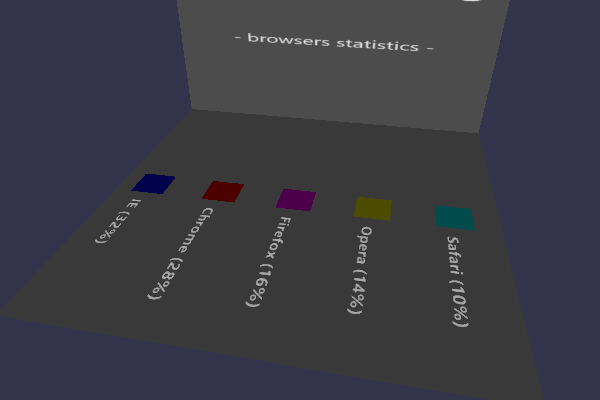 - browsers statistics -
IE (32%)
Chrome (28%)
Firefox (16%)
Opera (14%)
Safari (10%)